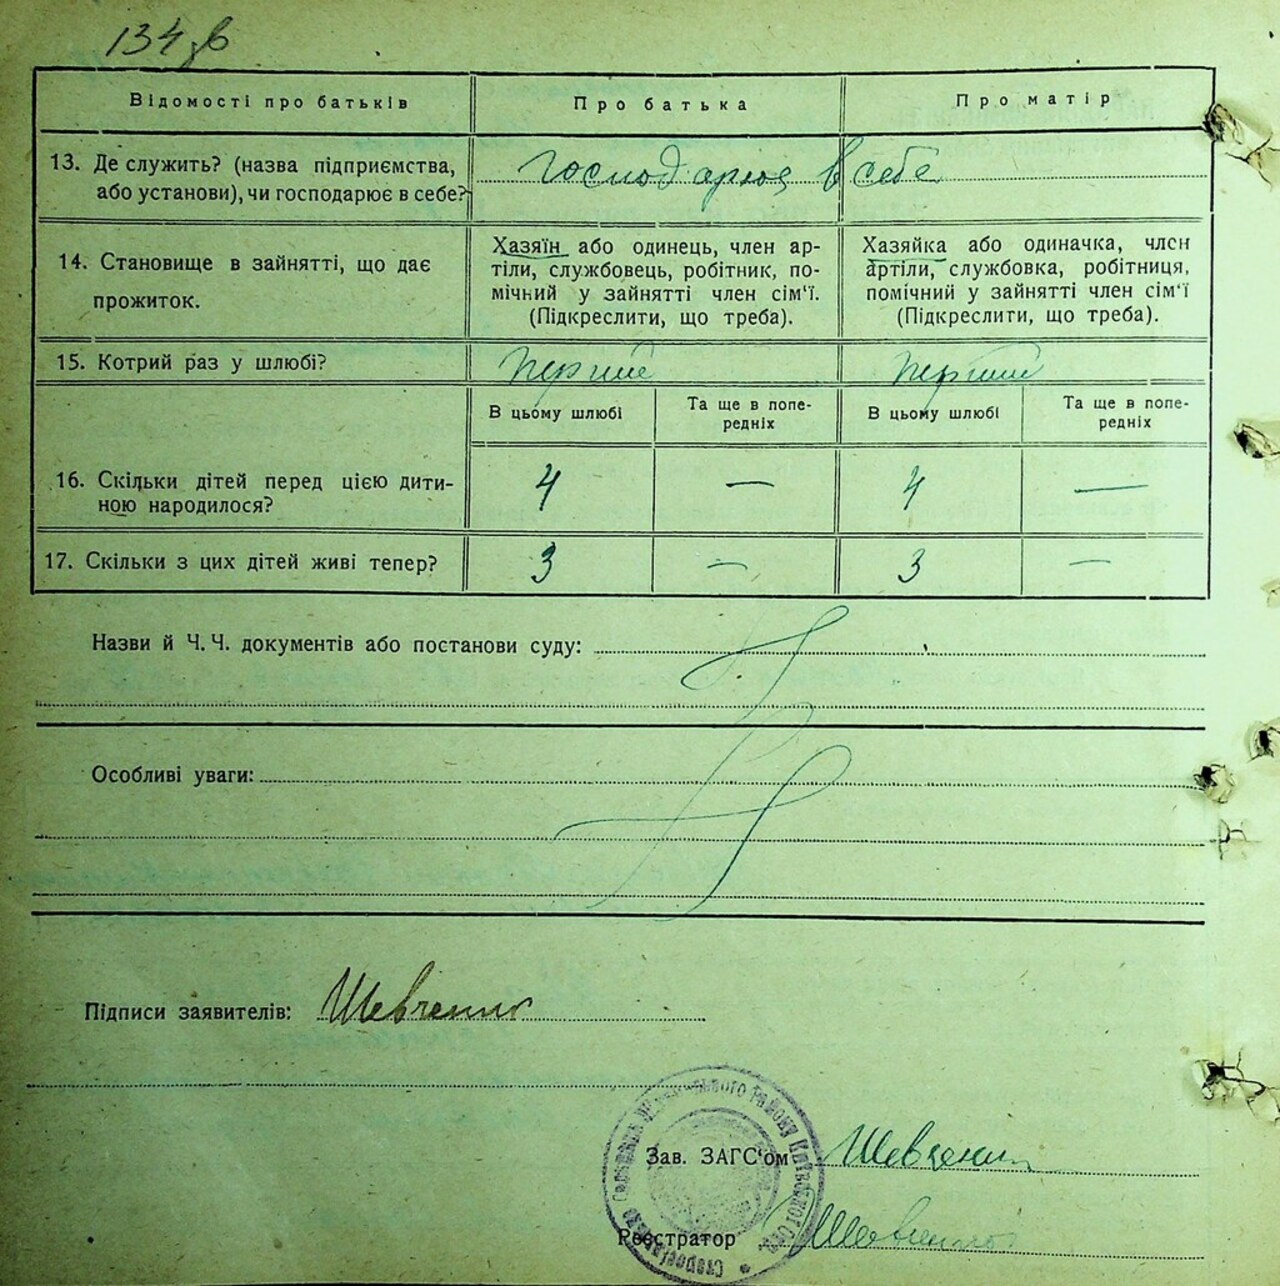 134 зв
Відомості про батьків
Про батька
Про матір
13. Де служить? (назва підприємства,
або установи), чи господарює в себе?
господарює в себе
14. Становище в зайнятті, що дає
прожиток.
Хазяїн або одинець, член ар-
тіли, службовець, робітник, по-
мічний у зайнятті член сім'ї.
(Підкреслити, що треба).
Хазяйка або одиначка, член
артіли, службовка, робітниця,
помічний у зайнятті член сім'ї
(Підкреслити, що треба).
15. Котрий раз у шлюбі?
В цьому шлюбі
Та ще в попе-
редніх
В цьому шлюбі
Та ще в попе-
редніх
16. Скільки дітей перед цією дити-
ною народилося?
4 — 4 —
17. Скільки з цих дітей живі тепер?
3 — 3 —
Назви й Ч. Ч. документів або постанови суду:
Особливі уваги:
Підписи заявителів: Шевченко
Зав. ЗАГС'ом Шевченко
Реєстратор Шевченко
району Київської